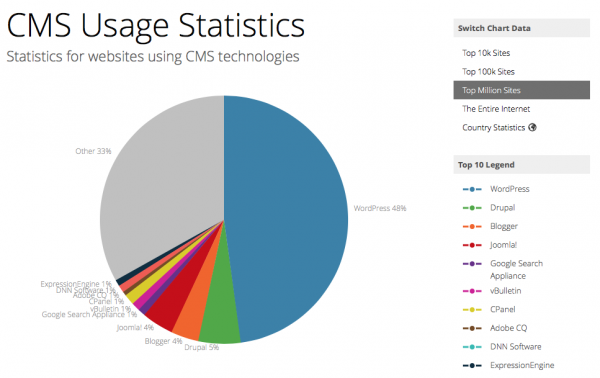 CMS Usage Statistics
Statistics for websites using CMS technologies
Switch Chart Data
Top 10k Sites
Top 100k Sites
Top Million Sites
The Entire Internet
Country Statistics
Top 10 Legend
WordPress
Drupal
Blogger
Joomla!
Google Search
Appliance
vBulletin
CPanel
Adobe CQ
DNN Software
ExpressionEngine
Other 33%
WordPress 48%
ExpressionEngine 1%
DNN Software 1%
Adobe CQ 1%
CPanel 1%
vBulletin 1%
Google Search Appliance 1%
Joomla! 4%
Blogger 4%
Drupal 5%